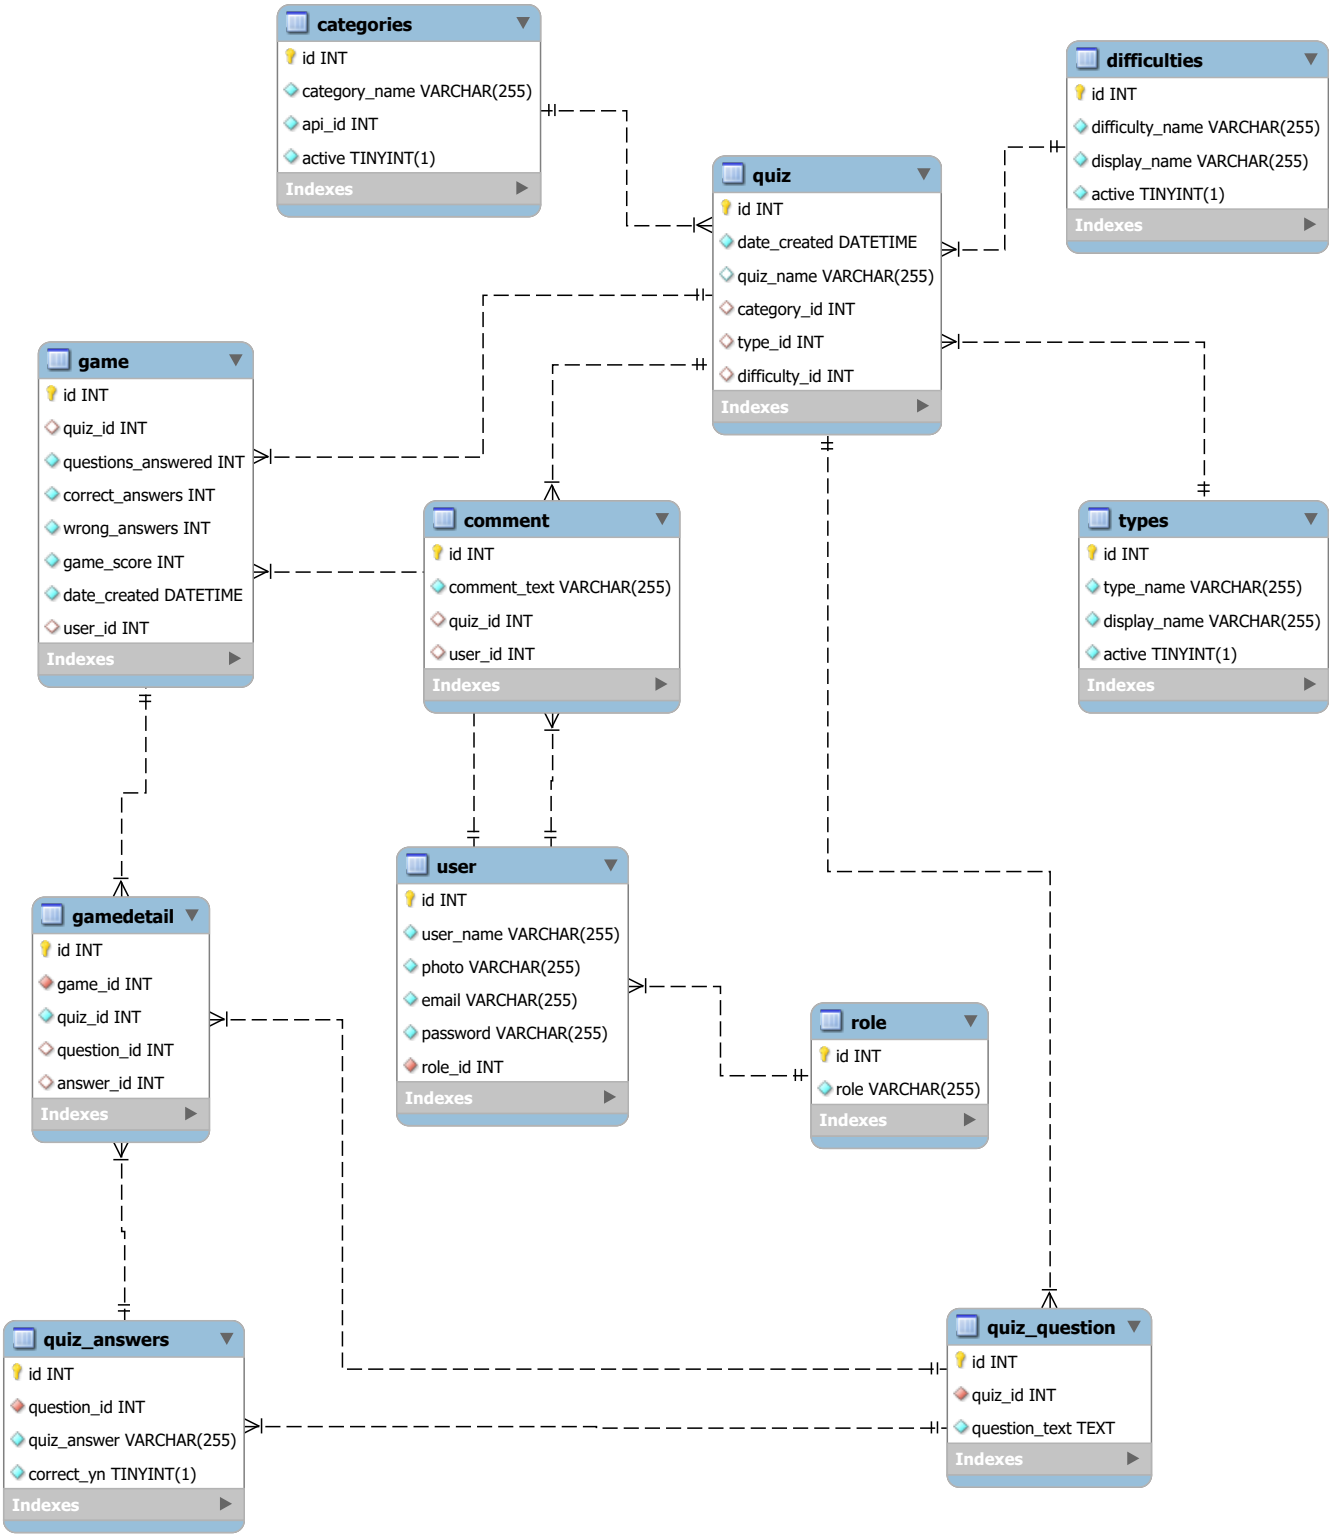 categories
id INT
category_name VARCHAR(255)
api_id INT
active TINYINT(1)
Indexes
difficulties
id INT
difficulty_name VARCHAR(255)
display_name VARCHAR(255)
active TINYINT(1)
Indexes
quiz
id INT
date_created DATETIME
quiz_name VARCHAR(255)
category_id INT
type_id INT
difficulty_id INT
Indexes
game
id INT
quiz_id INT
questions_answered INT
correct_answers INT
wrong_answers INT
game_score INT
date_created DATETIME
user_id INT
Indexes
comment
id INT
comment_text VARCHAR(255)
quiz_id INT
user_id INT
Indexes
types
id INT
type_name VARCHAR(255)
display_name VARCHAR(255)
active TINYINT(1)
Indexes
user
id INT
user_name VARCHAR(255)
photo VARCHAR(255)
email VARCHAR(255)
password VARCHAR(255)
role_id INT
Indexes
gamedetail
id INT
game_id INT
quiz_id INT
question_id INT
answer_id INT
Indexes
role
id INT
role VARCHAR(255)
Indexes
quiz_answers
id INT
question_id INT
quiz_answer VARCHAR(255)
correct_yn TINYINT(1)
Indexes
quiz_question
id INT
quiz_id INT
question_text TEXT
Indexes